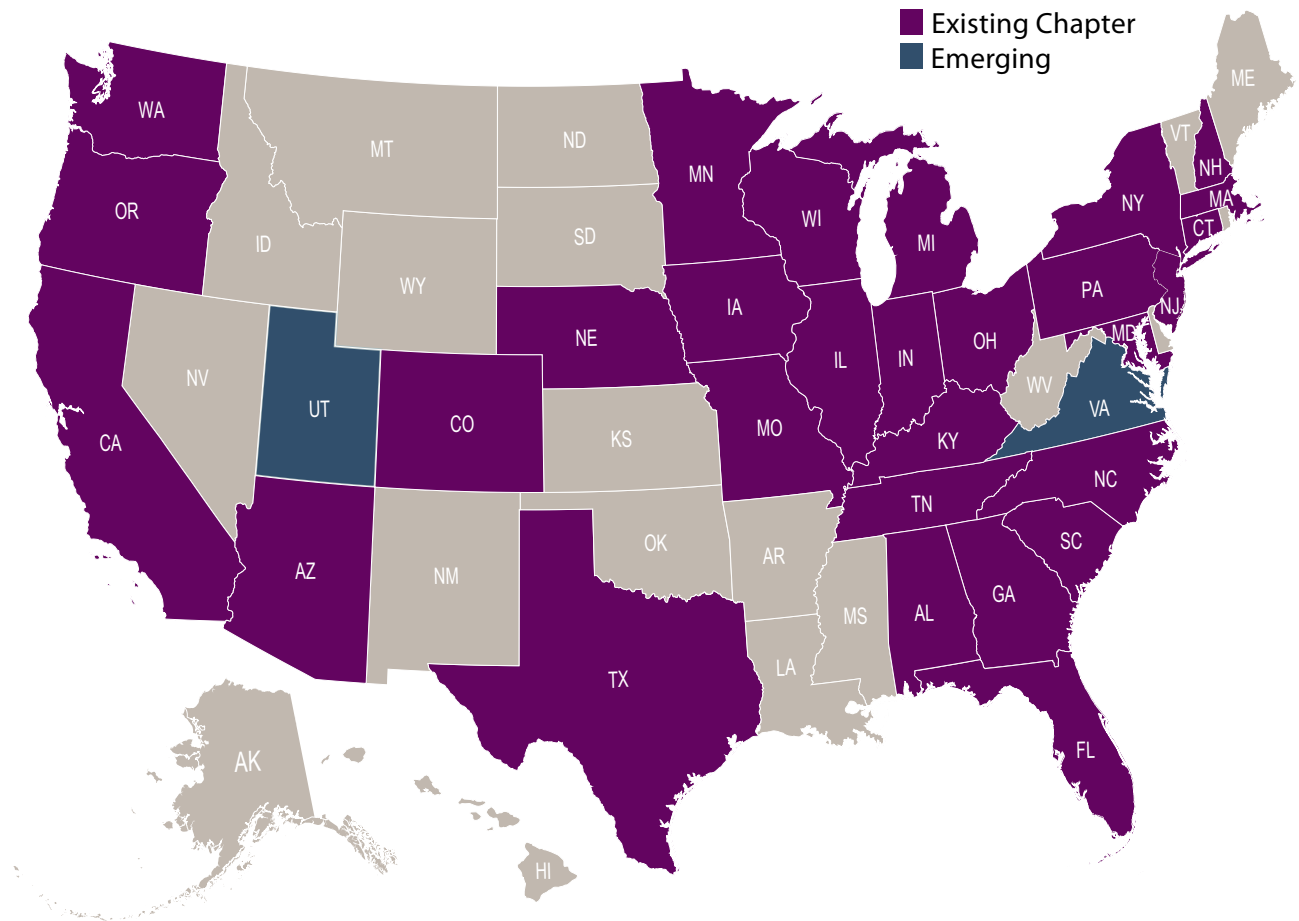 Existing Chapter
Emerging
ME
WA
VT
MT
ND
NH
MN
OR
MA
NY
WI
CT
SD
MI
ID
WY
PA
NJ
IA
MD
NE
OH
IL
IN
NV
WV
UT
VA
CO
MO
KS
KY
CA
NC
TN
SC
OK
AR
AZ
NM
GA
AL
MS
LA
TX
FL
AK
HI